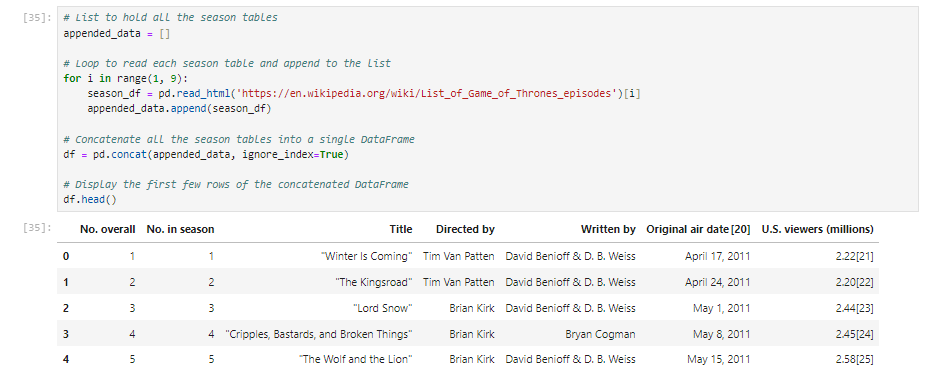 [35]: # List to hold all the season tables
appended_data = []
# Loop to read each season table and append to the list
for i in range(1, 9):
season_df = pd.read_html('https://en.wikipedia.org/wiki/List_of_Game_of_Thrones_episodes')[i]
appended_data.append(season_df)
# Concatenate all the season tables into a single DataFrame
df = pd.concat(appended_data, ignore_index=True)
# Display the first few rows of the concatenated DataFrame
df.head()
[35]: No. overall No. in season Title Directed by Written by Original air date[20] U.S. viewers (millions)
0 1 1 "Winter Is Coming" Tim Van Patten David Benioff & D. B. Weiss April 17, 2011 2.22[21]
1 2 2 "The Kingsroad" Tim Van Patten David Benioff & D. B. Weiss April 24, 2011 2.20[22]
2 3 3 "Lord Snow" Brian Kirk David Benioff & D. B. Weiss May 1, 2011 2.44[23]
3 4 4 "Cripples, Bastards, and Broken Things" Brian Kirk Bryan Cogman May 8, 2011 2.45[24]
4 5 5 "The Wolf and the Lion" Brian Kirk David Benioff & D. B. Weiss May 15, 2011 2.58[25]